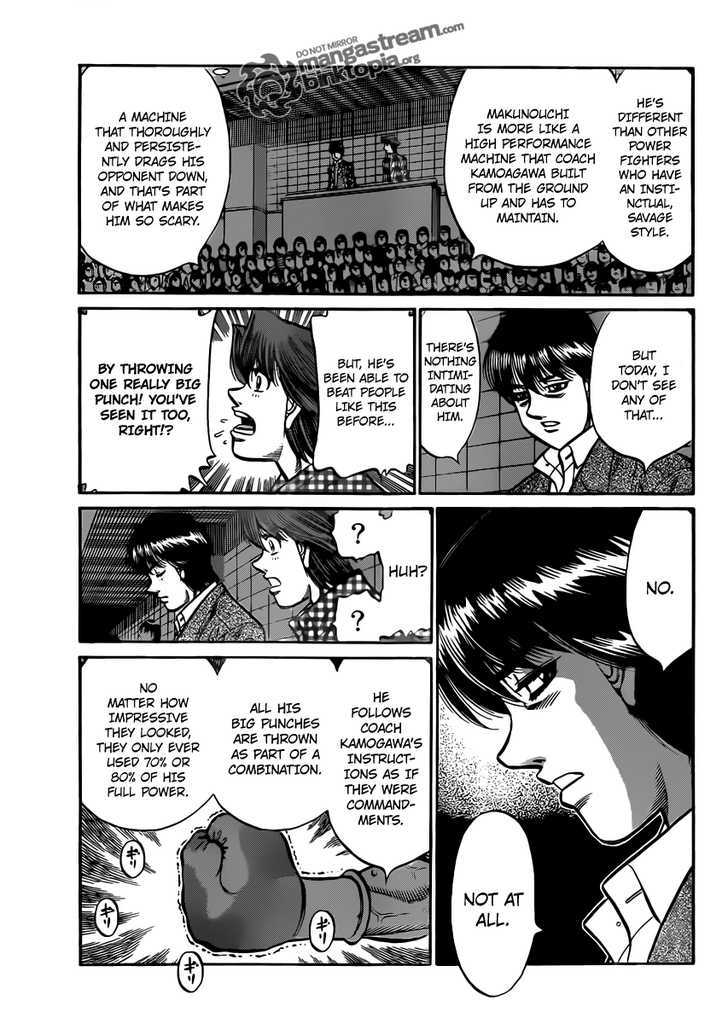 DO NOT MIRROR
mangastream.com
binktopia.org
HE'S
DIFFERENT
THAN OTHER
POWER
FIGHTERS
WHO HAVE
AN INSTI-
NCTUAL,
SAVAGE
STYLE.
MAKUNOUCHI
IS MORE LIKE A
HIGH PERFORMANCE
MACHINE THAT COACH
KAMOAGAWA BUILT
FROM THE GROUND
UP AND HAS TO
MAINTAIN.
A MACHINE
THAT THOROUGHLY
AND PERSISTE-
NTLY DRAGS HIS
OPPONENT DOWN,
AND THAT'S PART
OF WHAT MAKES
HIM SO SCARY.
BUT
TODAY, I
DON'T SEE
ANY OF
THAT...
THERE'S
NOTHING
INTIMI-
DATING
ABOUT
HIM.
BUT, HE'S
BEEN ABLE TO
BEAT PEOPLE
LIKE THIS
BEFORE...
BY THROWING
ONE REALLY BIG
PUNCH! YOU'VE
SEEN IT TOO,
RIGHT!?
NO.
NOT AT
ALL.
?
HUH?
?
HE
FOLLOWS
COACH
KAMOGAWA'S
INSTRUCT-
IONS AS IF
THEY WERE
COMMAND-
MENTS.
ALL HIS
BIG PUNCHES
ARE THROWN
AS PART OF A
COMBINATION.
NO
MATTER HOW
IMPRESSIVE
THEY LOOKED,
THEY ONLY EVER
USED 70% OR
80% OF HIS
FULL POWER.
ギリ
ギリ
ギリ
ギリ